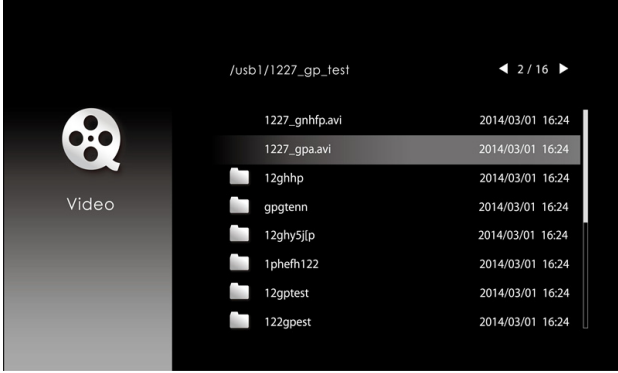 /usb1/1227_gp_test ◀ 2 / 16 ▶
1227_gnhfp.avi 2014/03/01 16:24
1227_gpa.avi 2014/03/01 16:24
12ghhp 2014/03/01 16:24
Video
gpgtenn 2014/03/01 16:24
12ghy5j[p 2014/03/01 16:24
1phefh122 2014/03/01 16:24
12gptest 2014/03/01 16:24
122gpest 2014/03/01 16:24